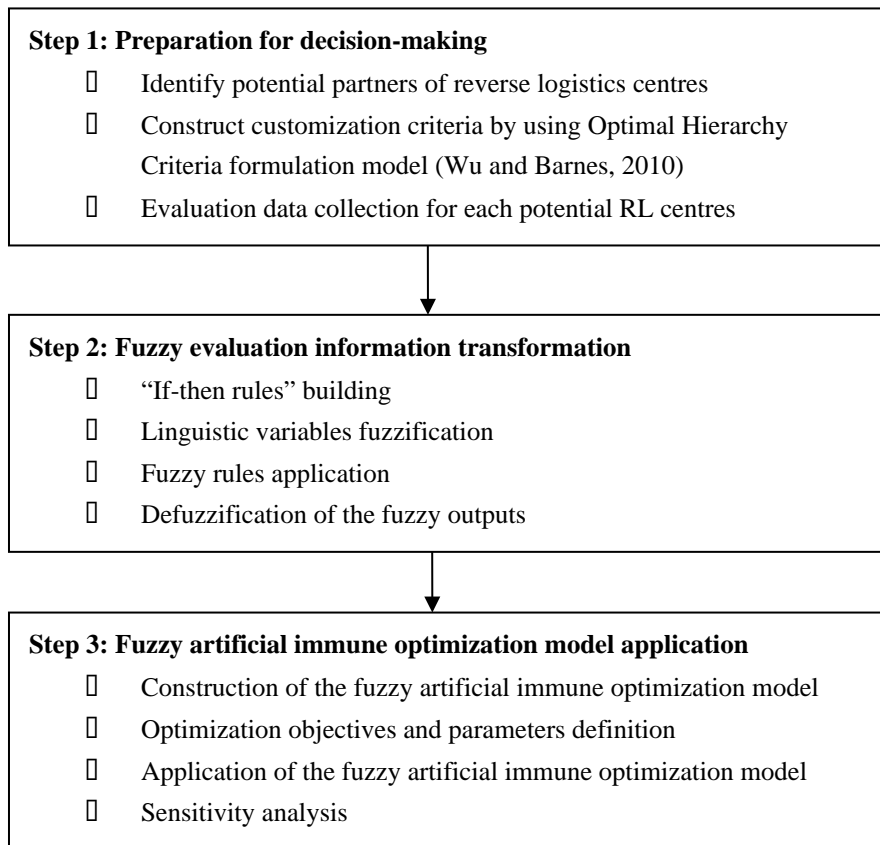 Step 1: Preparation for decision-making
▯ Identify potential partners of reverse logistics centres
▯ Construct customization criteria by using Optimal Hierarchy
Criteria formulation model (Wu and Barnes, 2010)
▯ Evaluation data collection for each potential RL centres
Step 2: Fuzzy evaluation information transformation
▯ “If-then rules” building
▯ Linguistic variables fuzzification
▯ Fuzzy rules application
▯ Defuzzification of the fuzzy outputs
Step 3: Fuzzy artificial immune optimization model application
▯ Construction of the fuzzy artificial immune optimization model
▯ Optimization objectives and parameters definition
▯ Application of the fuzzy artificial immune optimization model
▯ Sensitivity analysis